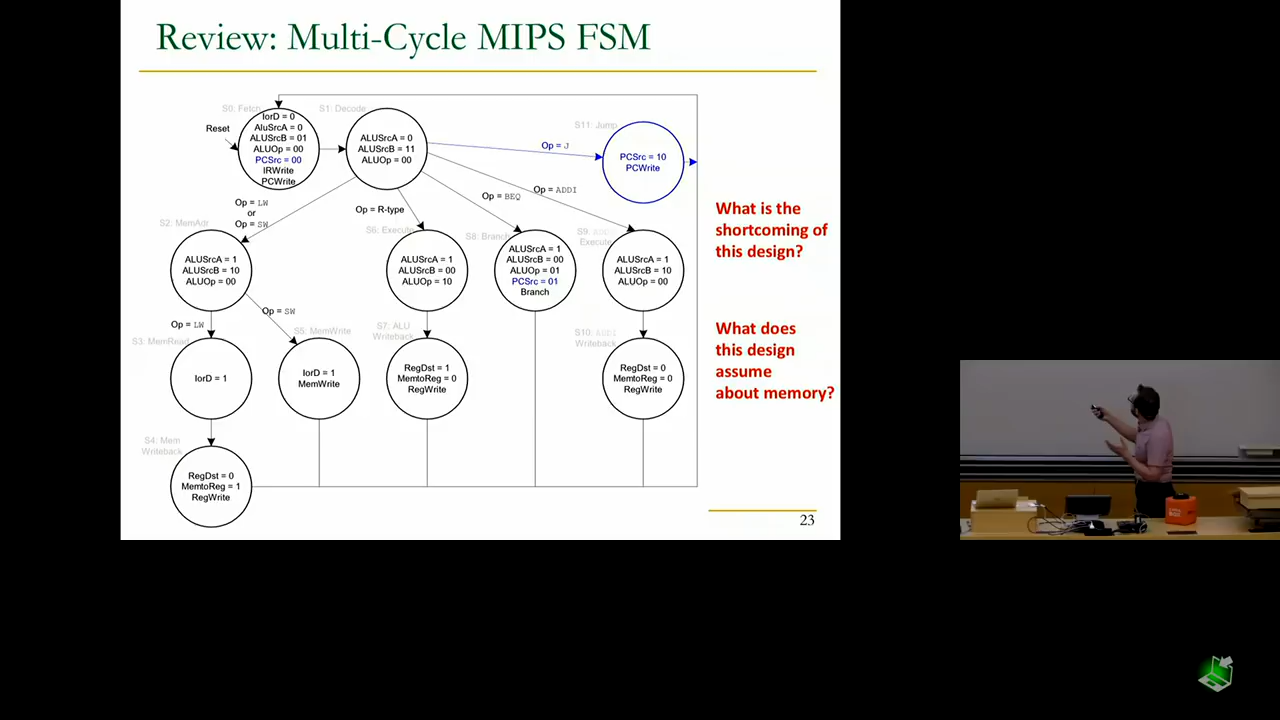 Review: Multi-Cycle MIPS FSM
S0: Fetch
S1: Decode
S11: Jump
Reset
IorD = 0
AluSrcA = 0
ALUSrcB = 01
ALUOp = 00
PCSrc = 00
IRWrite
PCWrite
ALUSrcA = 0
ALUSrcB = 11
ALUOp = 00
Op = J
PCSrc = 10
PCWrite
Op = LW
or
Op = SW
Op = R-type
Op = BEQ
Op = ADDI
S2: MemAdr
S6: Execute
S8: Branch
S9: ADDI
Execute
ALUSrcA = 1
ALUSrcB = 10
ALUOp = 00
ALUSrcA = 1
ALUSrcB = 00
ALUOp = 10
ALUSrcA = 1
ALUSrcB = 00
ALUOp = 01
PCSrc = 01
Branch
ALUSrcA = 1
ALUSrcB = 10
ALUOp = 00
What is the
shortcoming of
this design?
Op = LW
Op = SW
S3: MemRead
S5: MemWrite
S7: ALU
Writeback
S10: ADDI
Writeback
IorD = 1
IorD = 1
MemWrite
RegDst = 1
MemtoReg = 0
RegWrite
RegDst = 0
MemtoReg = 0
RegWrite
What does
this design
assume
about memory?
S4: Mem
Writeback
RegDst = 0
MemtoReg = 1
RegWrite
23